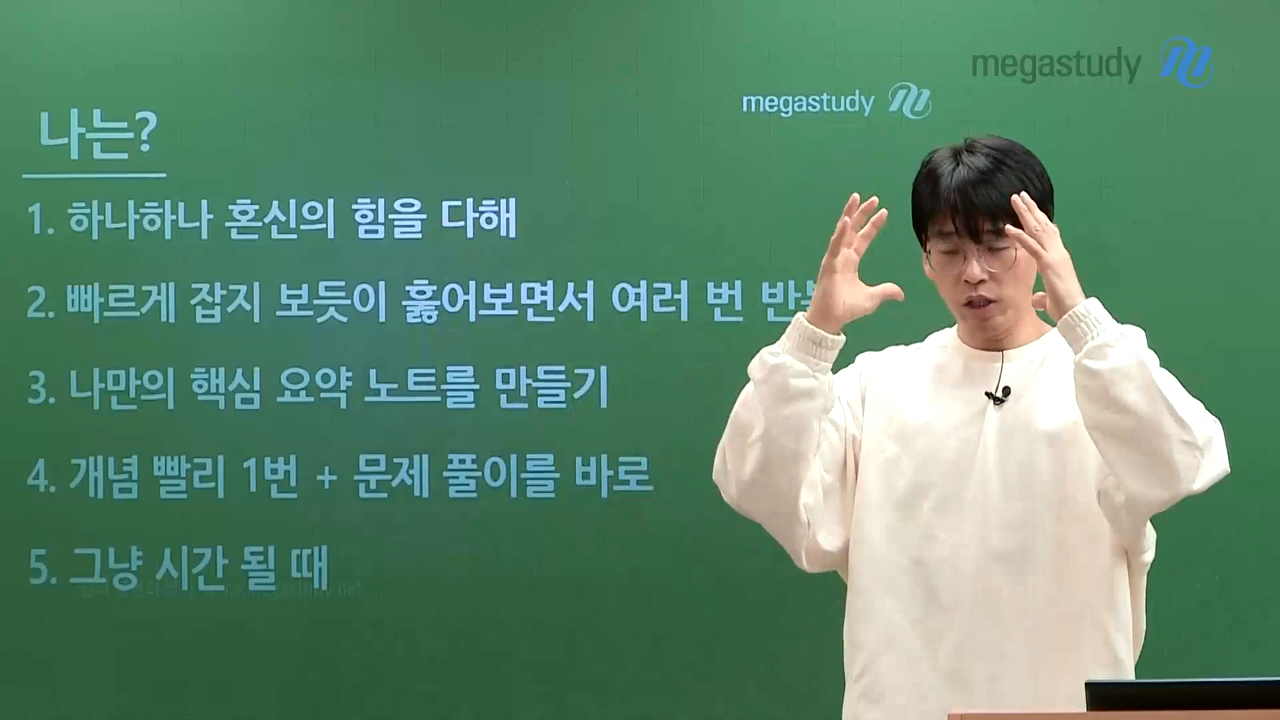 megastudy
megastudy
나는?
1. 하나하나 혼신의 힘을 다해
2. 빠르게 잡지 보듯이 훑어보면서 여러 번
3. 나만의 핵심 요약 노트를 만들기
4. 개념 빨리 1번 + 문제 풀이를 바로
5. 그냥 시간 될 때